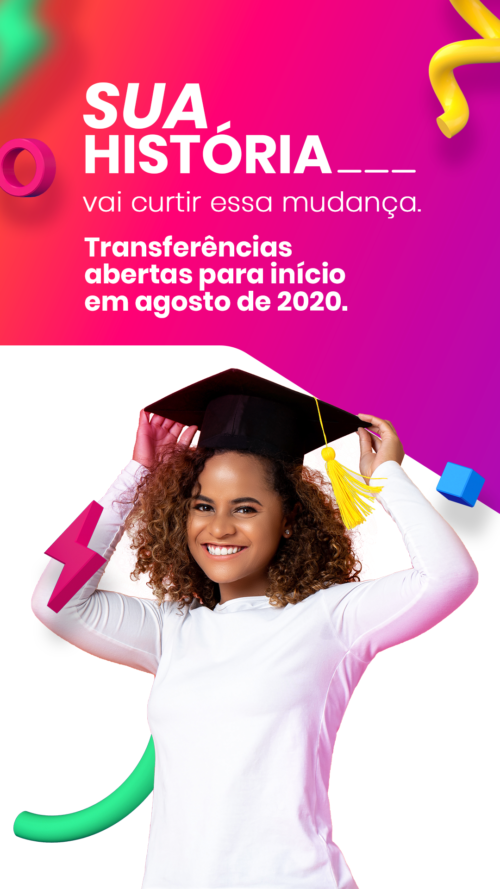 SUA
HISTÓRIA___
vai curtir essa mudança.
Transferências
abertas para início
em agosto de 2020.